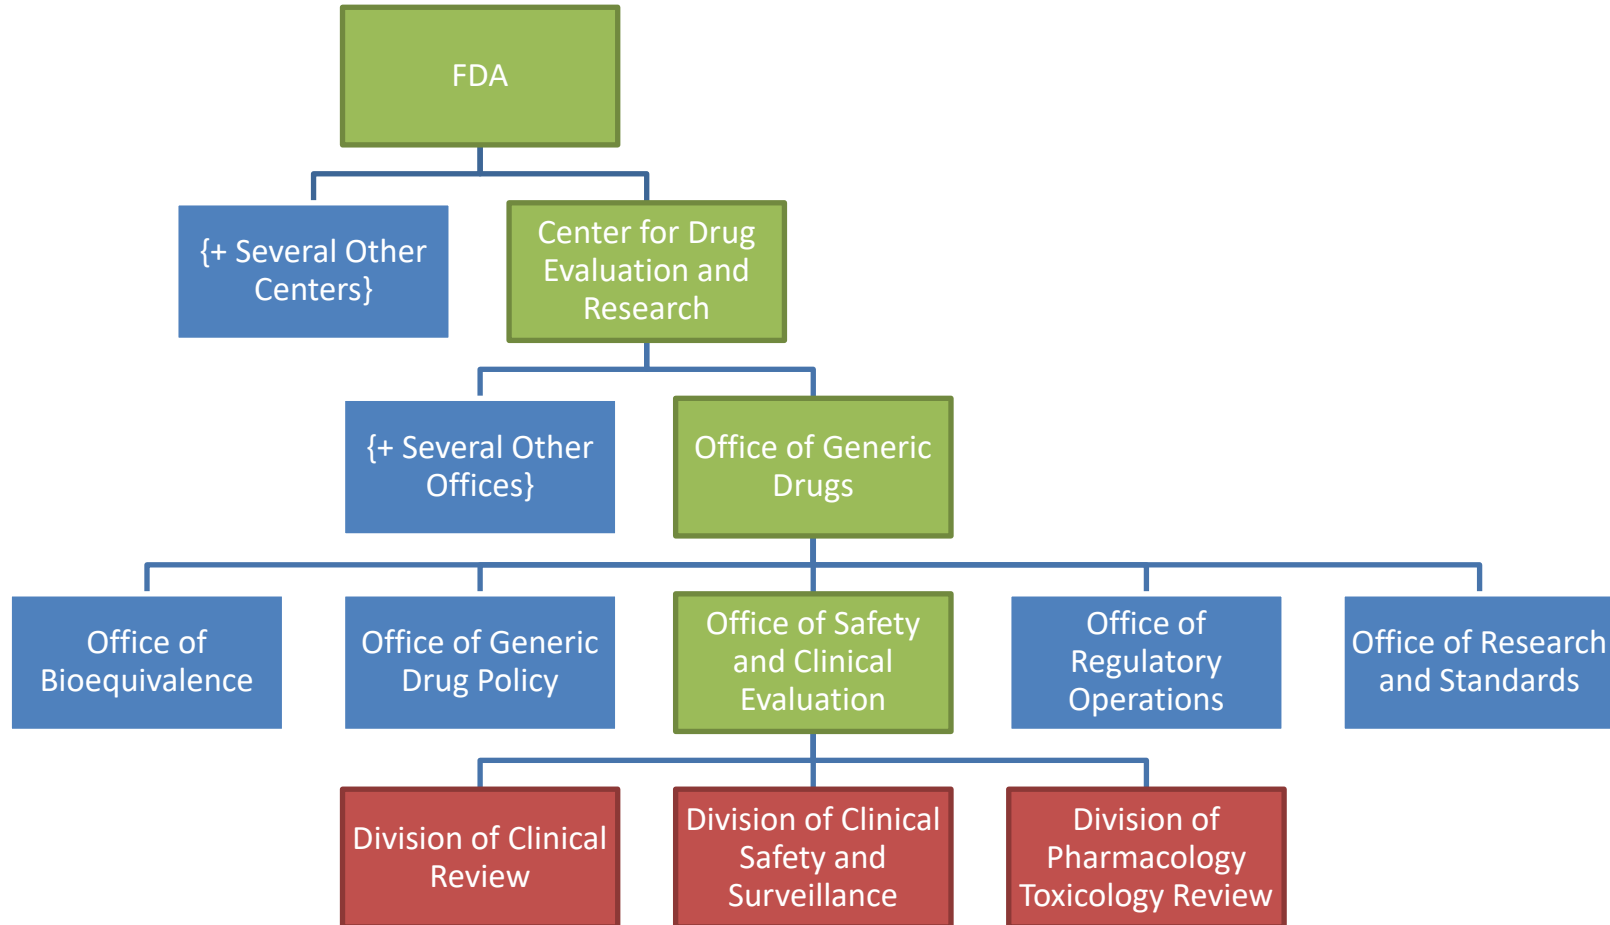 FDA
{+ Several Other
Centers}
Center for Drug
Evaluation and
Research
{+ Several Other
Offices}
Office of Generic
Drugs
Office of
Bioequivalence
Office of Generic
Drug Policy
Office of Safety
and Clinical
Evaluation
Office of
Regulatory
Operations
Office of Research
and Standards
Division of Clinical
Review
Division of Clinical
Safety and
Surveillance
Division of
Pharmacology
Toxicology Review